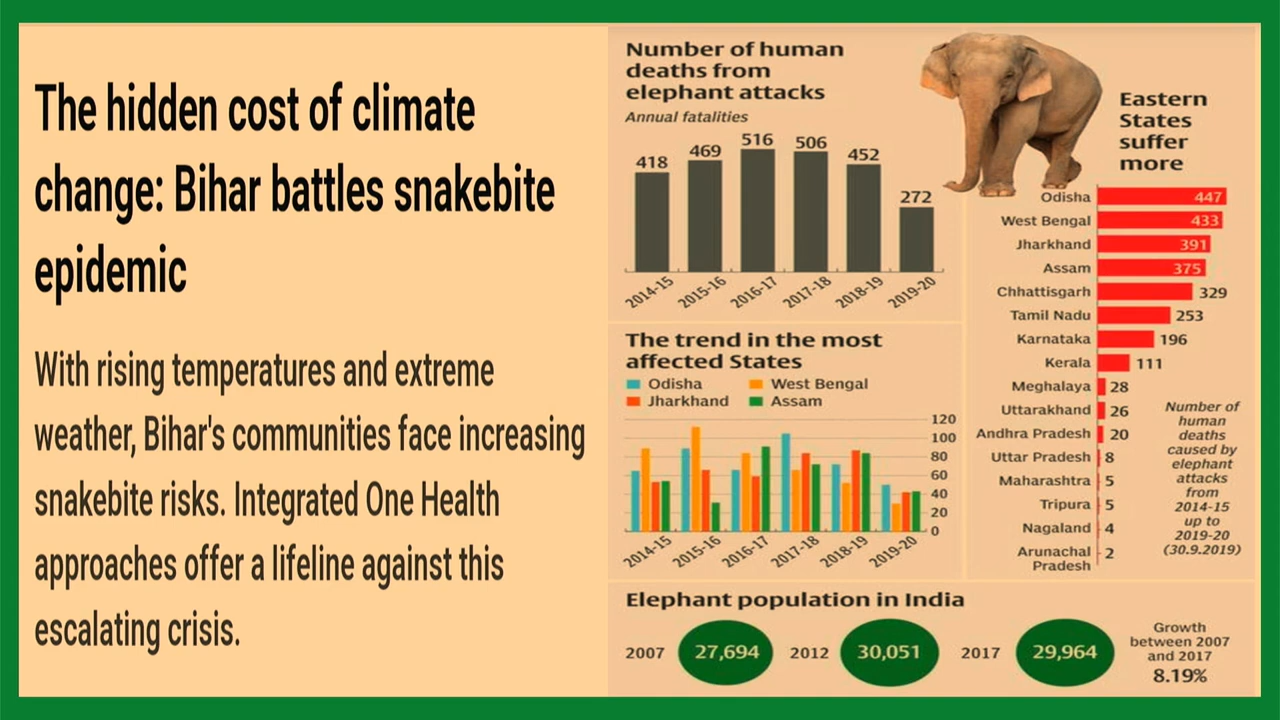 The hidden cost of climate
change: Bihar battles snakebite
epidemic
With rising temperatures and extreme
weather, Bihar's communities face increasing
snakebite risks. Integrated One Health
approaches offer a lifeline against this
escalating crisis.
Number of human
deaths from
elephant attacks
Annual fatalities
418
469
516
506
452
272
2014-15
2015-16
2016-17
2017-18
2018-19
2019-20
Eastern
States
suffer
more
Odisha 447
West Bengal 433
Jharkhand 391
Assam 375
Chhattisgarh 329
Tamil Nadu 253
Karnataka 196
Kerala 111
Meghalaya 28
Uttarakhand 26
Andhra Pradesh 20
Uttar Pradesh 8
Maharashtra 5
Tripura 5
Nagaland 4
Arunachal 2
Pradesh
Number of
human
deaths
caused by
elephant
attacks
from
2014-15
up to
2019-20
(30.9.2019)
The trend in the most
affected States
Odisha West Bengal
Jharkhand Assam
120
100
80
60
40
20
0
2014-15
2015-16
2016-17
2017-18
2018-19
2019-20
Elephant population in India
2007 27,694 2012 30,051 2017 29,964
Growth
between 2007
and 2017
8.19%